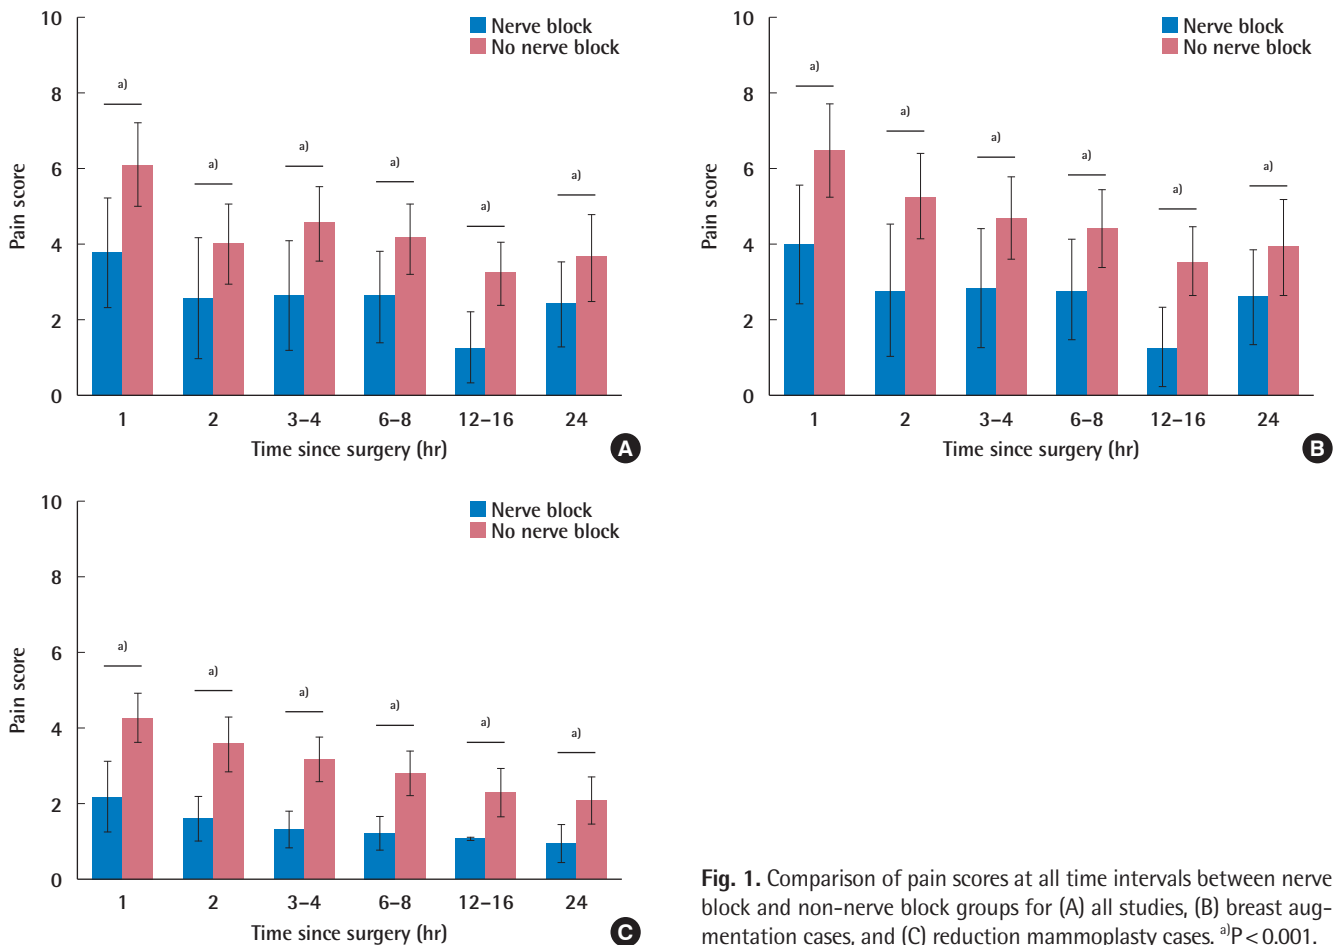 10
8
6
4
2
0
Pain score
Nerve block
No nerve block
a)
a)
a)
a)
a)
a)
1 2 3–4 6–8 12–16 24
Time since surgery (hr)
A
10
8
6
4
2
0
Pain score
Nerve block
No nerve block
a)
a)
a)
a)
a)
a)
1 2 3–4 6–8 12–16 24
Time since surgery (hr)
B
10
8
6
4
2
0
Pain score
Nerve block
No nerve block
a)
a)
a)
a)
a)
a)
1 2 3–4 6–8 12–16 24
Time since surgery (hr)
C
Fig. 1. Comparison of pain scores at all time intervals between nerve
block and non-nerve block groups for (A) all studies, (B) breast aug-
mentation cases, and (C) reduction mammoplasty cases. a)P < 0.001.